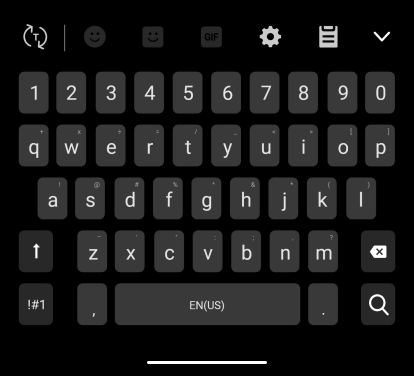 T GIF
1 2 3 4 5 6 7 8 9 0
+ x ÷ = / _ < > [ ]
q w e r t y u i o p
! @ # % ^ & * ( )
a s d f g h j k l
- ' " : ; , ?
z x c v b n m
!#1 , EN(US) .